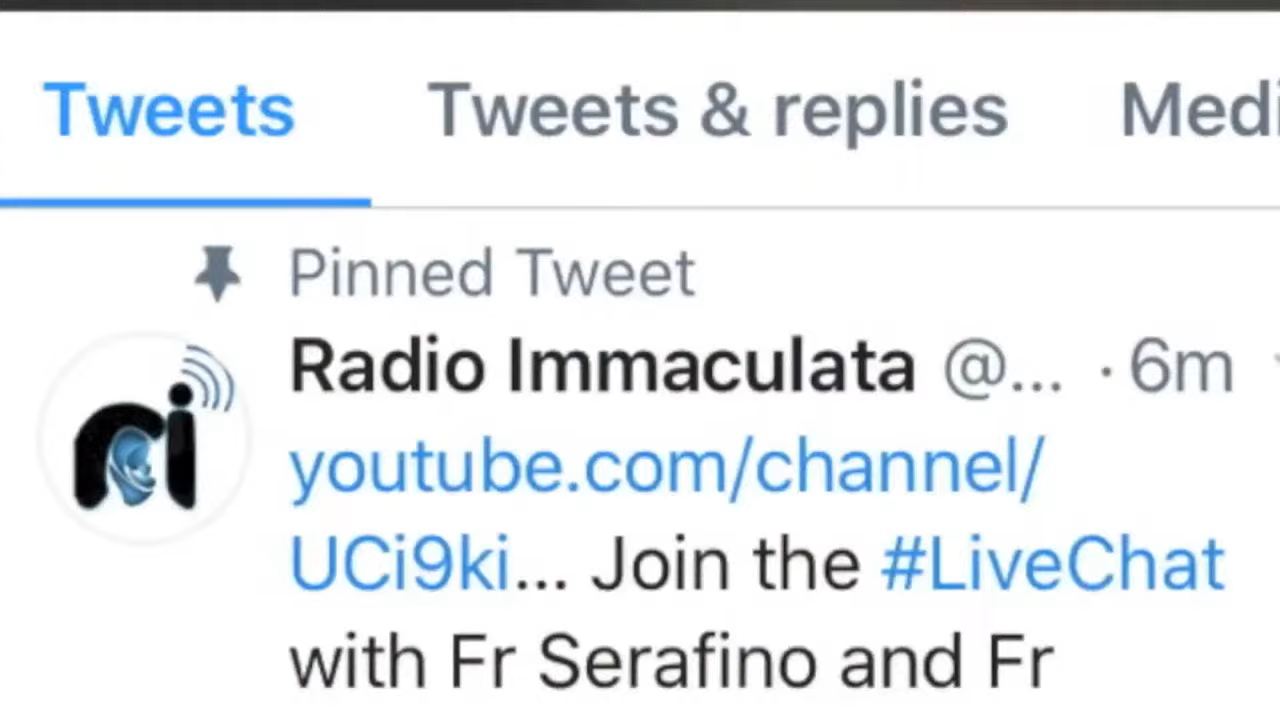 Tweets Tweets & replies Medi
Pinned Tweet
Radio Immaculata @... · 6m
youtube.com/channel/
UCi9ki... Join the #LiveChat
with Fr Serafino and Fr